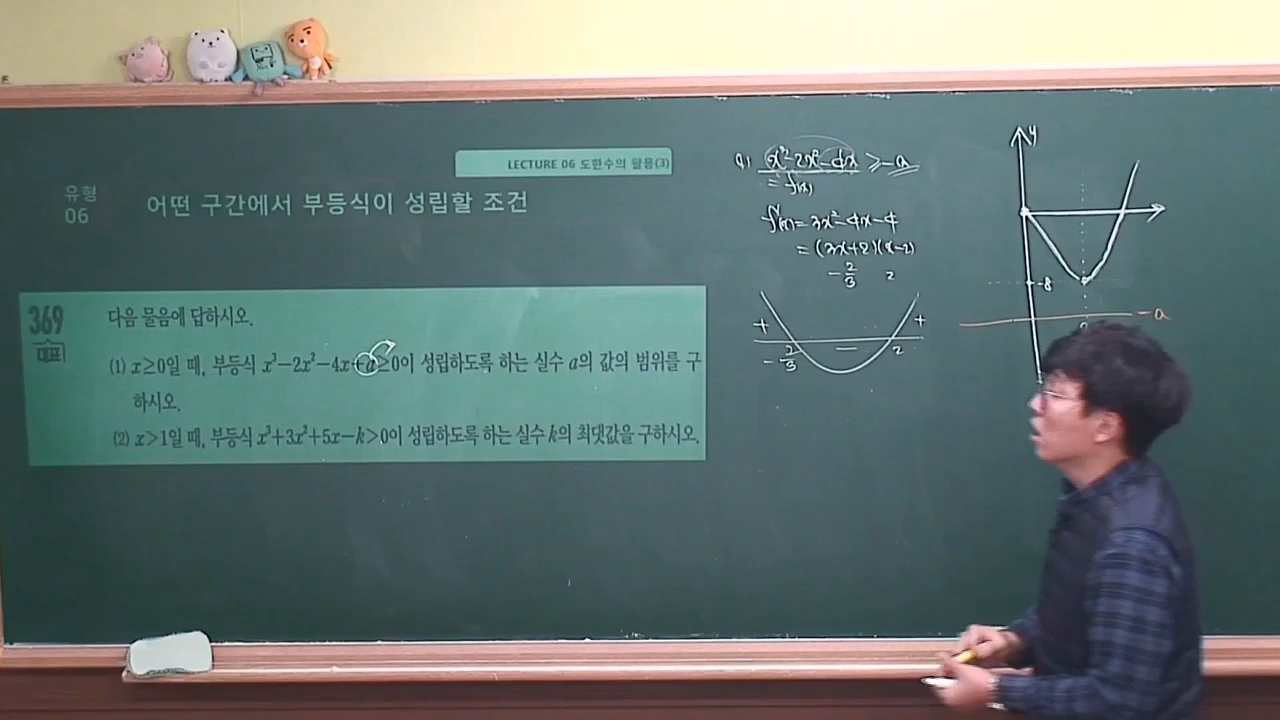 LECTURE 06 도함수의 활용(3)
유형
06
어떤 구간에서 부등식이 성립할 조건
369
대표
다음 물음에 답하시오.
(1) x≥0일 때, 부등식 x³−2x²−4x+a≥0이 성립하도록 하는 실수 a의 값의 범위를 구
하시오.
(2) x>1일 때, 부등식 x³+3x²+5x−k>0이 성립하도록 하는 실수 k의 최댓값을 구하시오.
x³−2x²−4x ≥ −a
= f(x)
f'(x)= 3x²−4x−4
= (3x+2)(x−2)
−2/3 2
+ − +
−2/3 2
y
−8
−a